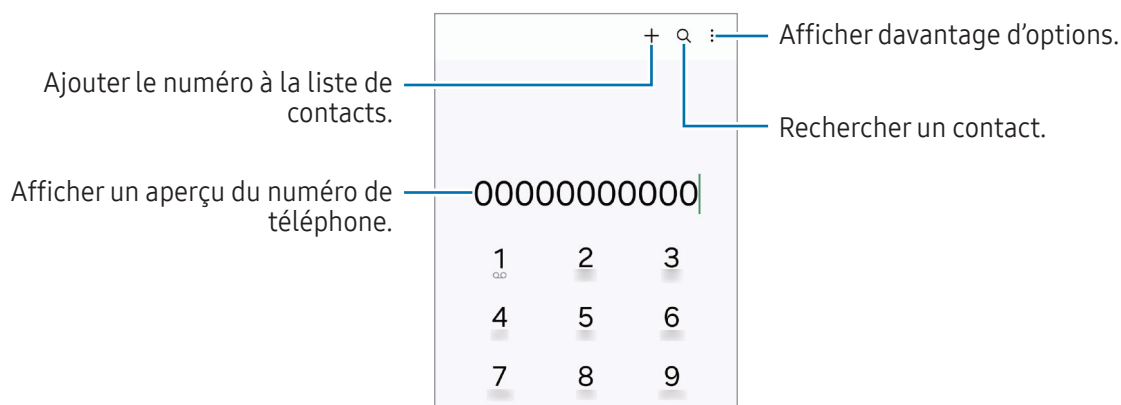 Afficher davantage d'options.
Ajouter le numéro à la liste de
contacts.
Rechercher un contact.
Afficher un aperçu du numéro de
téléphone.
00000000000
1 2 3
4 5 6
7 8 9